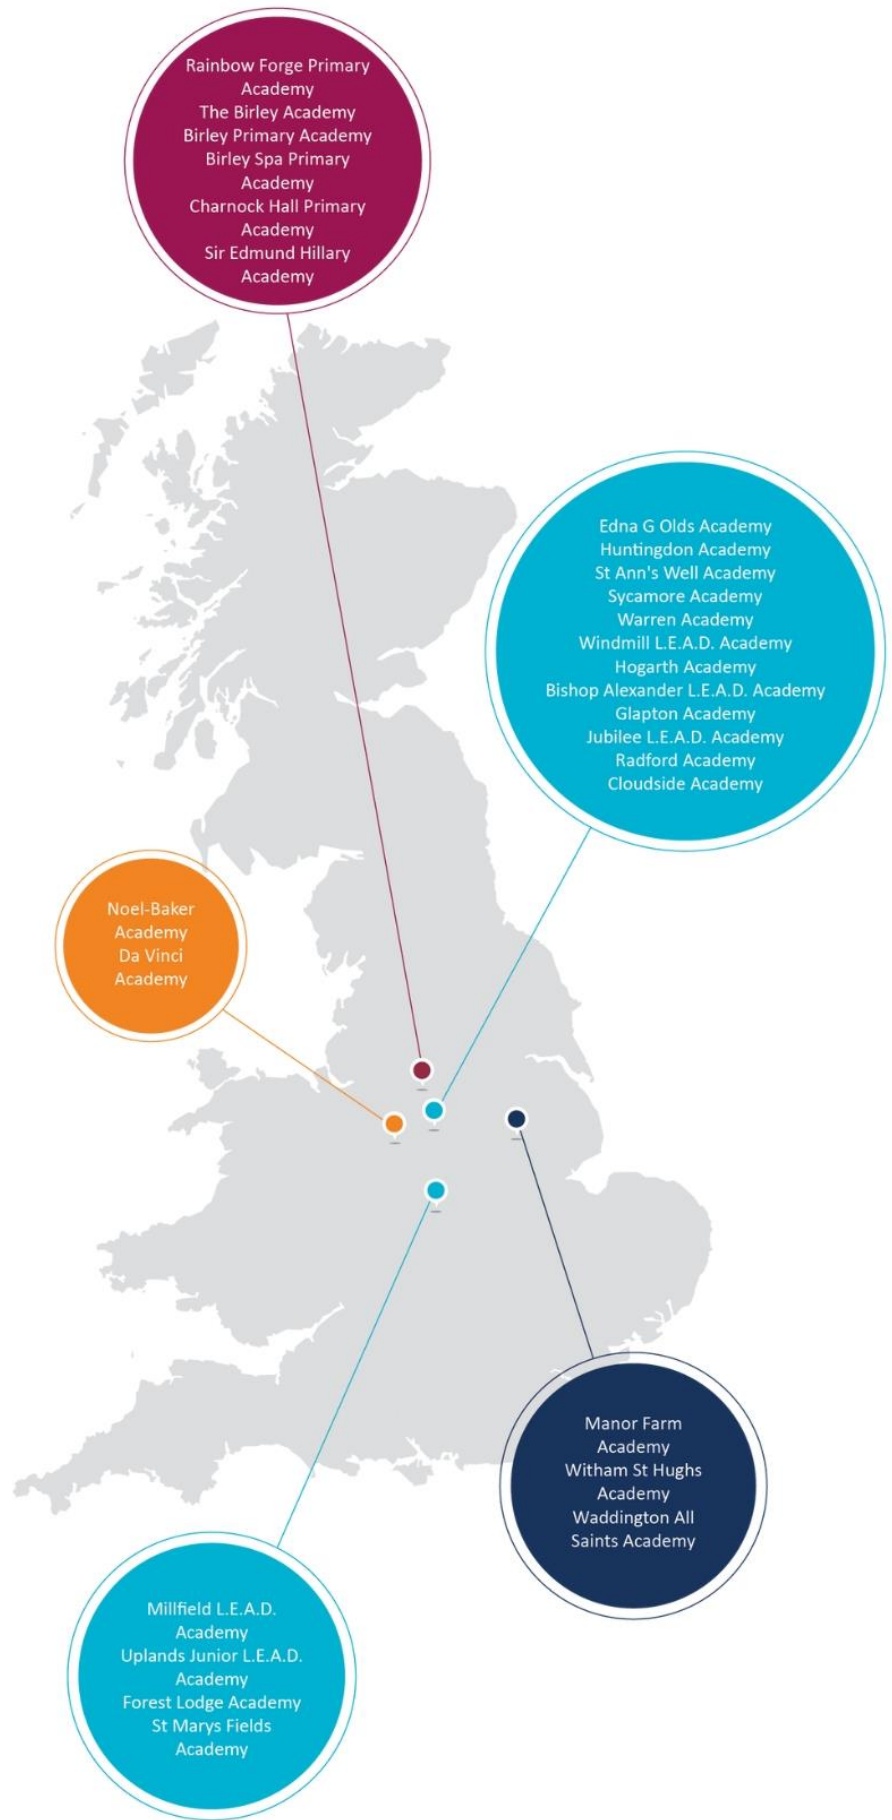 Rainbow Forge Primary
Academy
The Birley Academy
Birley Primary Academy
Birley Spa Primary
Academy
Charnock Hall Primary
Academy
Sir Edmund Hillary
Academy
Edna G Olds Academy
Huntingdon Academy
St Ann's Well Academy
Sycamore Academy
Warren Academy
Windmill L.E.A.D. Academy
Hogarth Academy
Bishop Alexander L.E.A.D. Academy
Glapton Academy
Jubilee L.E.A.D. Academy
Radford Academy
Cloudside Academy
Noel-Baker
Academy
Da Vinci
Academy
Manor Farm
Academy
Witham St Hughs
Academy
Waddington All
Saints Academy
Millfield L.E.A.D.
Academy
Uplands Junior L.E.A.D.
Academy
Forest Lodge Academy
St Marys Fields
Academy